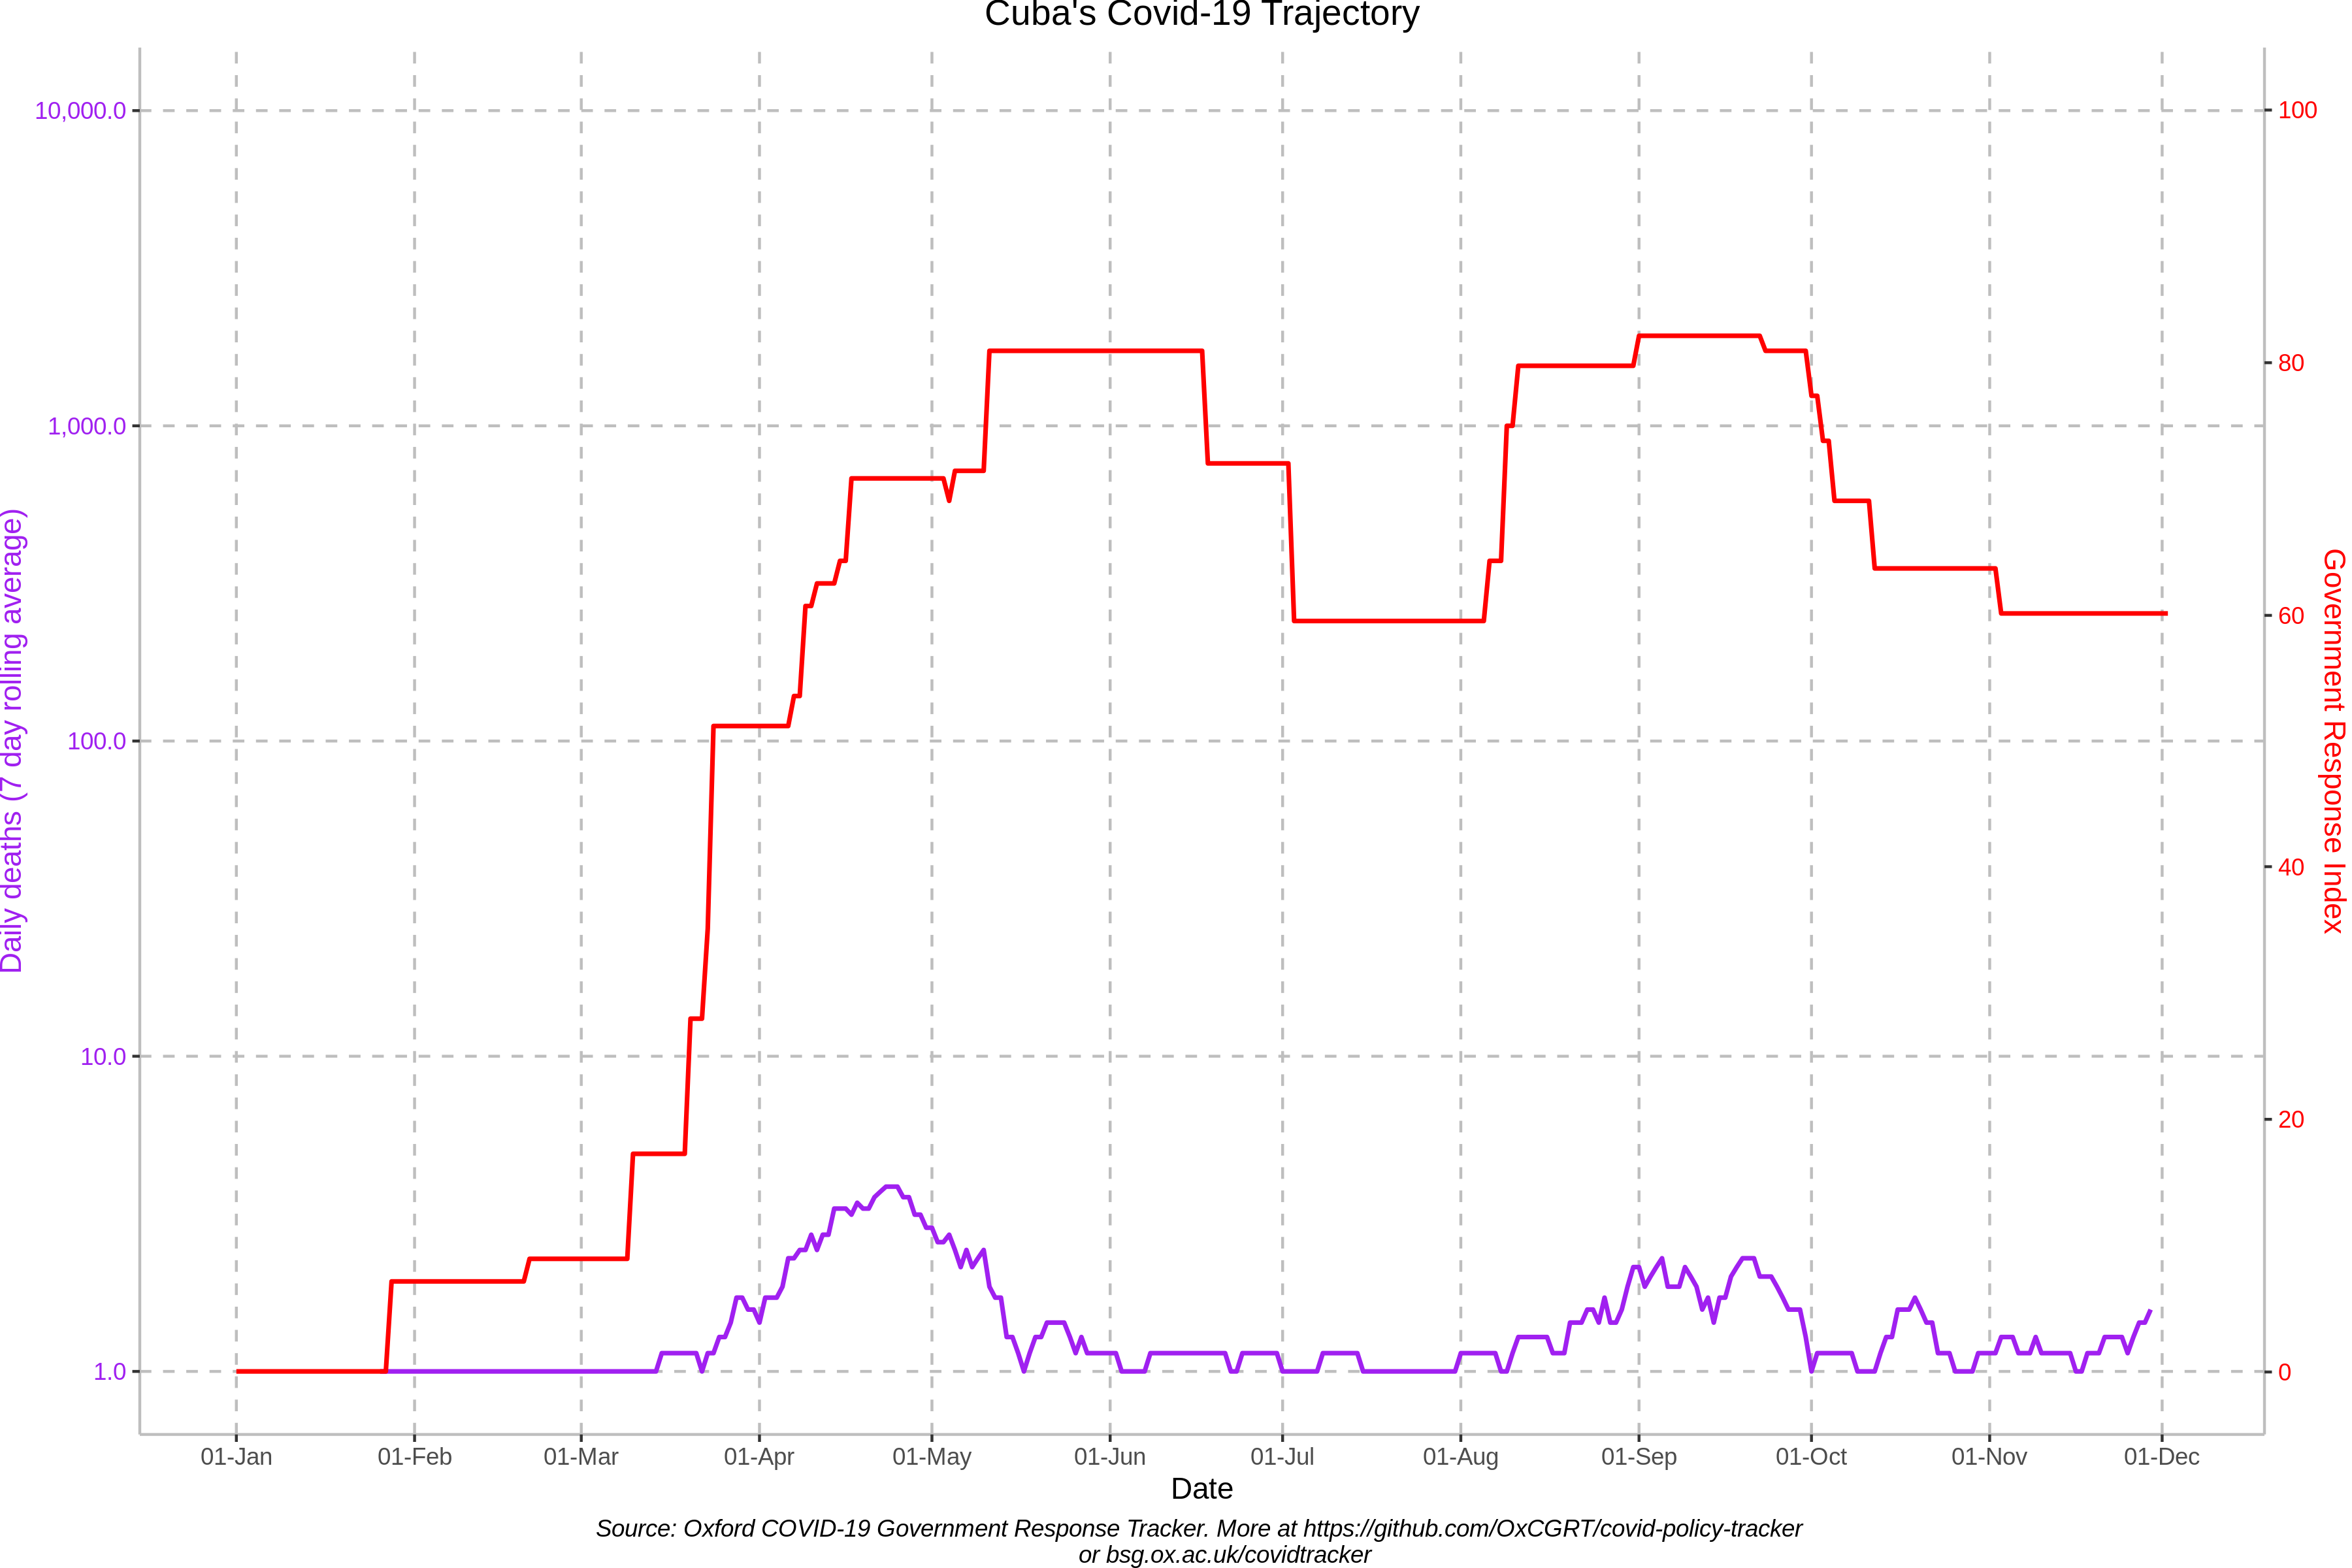 Cuba's Covid-19 Trajectory
10,000.0
1,000.0
100.0
10.0
1.0
Daily deaths (7 day rolling average)
100
80
60
40
20
0
Government Response Index
01-Jan 01-Feb 01-Mar 01-Apr 01-May 01-Jun 01-Jul 01-Aug 01-Sep 01-Oct 01-Nov 01-Dec
Date
Source: Oxford COVID-19 Government Response Tracker. More at https://github.com/OxCGRT/covid-policy-tracker
or bsg.ox.ac.uk/covidtracker